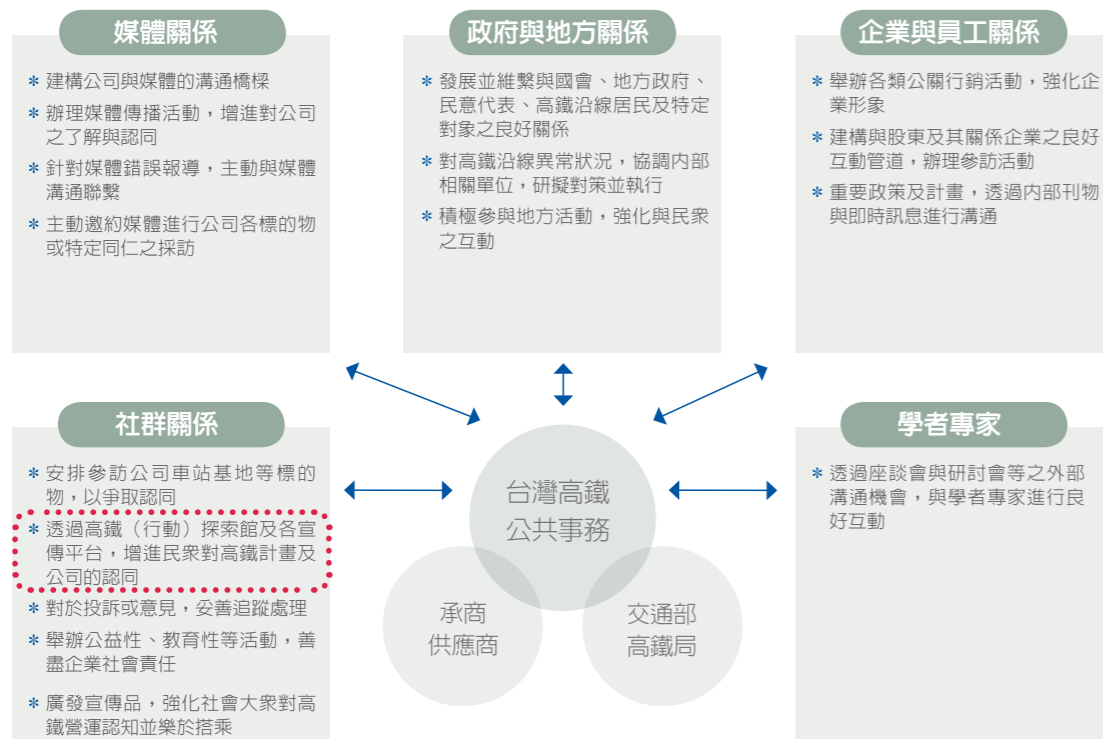 媒體關係
＊建構公司與媒體的溝通橋樑
＊辦理媒體傳播活動，增進對公司
之了解與認同
＊針對媒體錯誤報導，主動與媒體
溝通聯繫
＊主動邀約媒體進行公司各標的物
或特定同仁之採訪
政府與地方關係
＊發展並維繫與國會、地方政府、
民意代表、高鐵沿線居民及特定
對象之良好關係
＊對高鐵沿線異常狀況，協調內部
相關單位，研擬對策並執行
＊積極參與地方活動，強化與民衆
之互動
企業與員工關係
＊舉辦各類公關行銷活動，強化企
業形象
＊建構與股東及其關係企業之良好
互動管道，辦理參訪活動
＊重要政策及計畫，透過內部刊物
與即時訊息進行溝通
社群關係
＊安排參訪公司車站基地等標的
物，以爭取認同
＊透過高鐵（行動）探索館及各宣
傳平台，增進民衆對高鐵計畫及
公司的認同
＊對於投訴或意見，妥善追蹤處理
＊舉辦公益性、教育性等活動，善
盡企業社會責任
＊廣發宣傳品，強化社會大衆對高
鐵營運認知並樂於搭乘
台灣高鐵
公共事務
承商
供應商
交通部
高鐵局
學者專家
＊透過座談會與研討會等之外部
溝通機會，與學者專家進行良
好互動